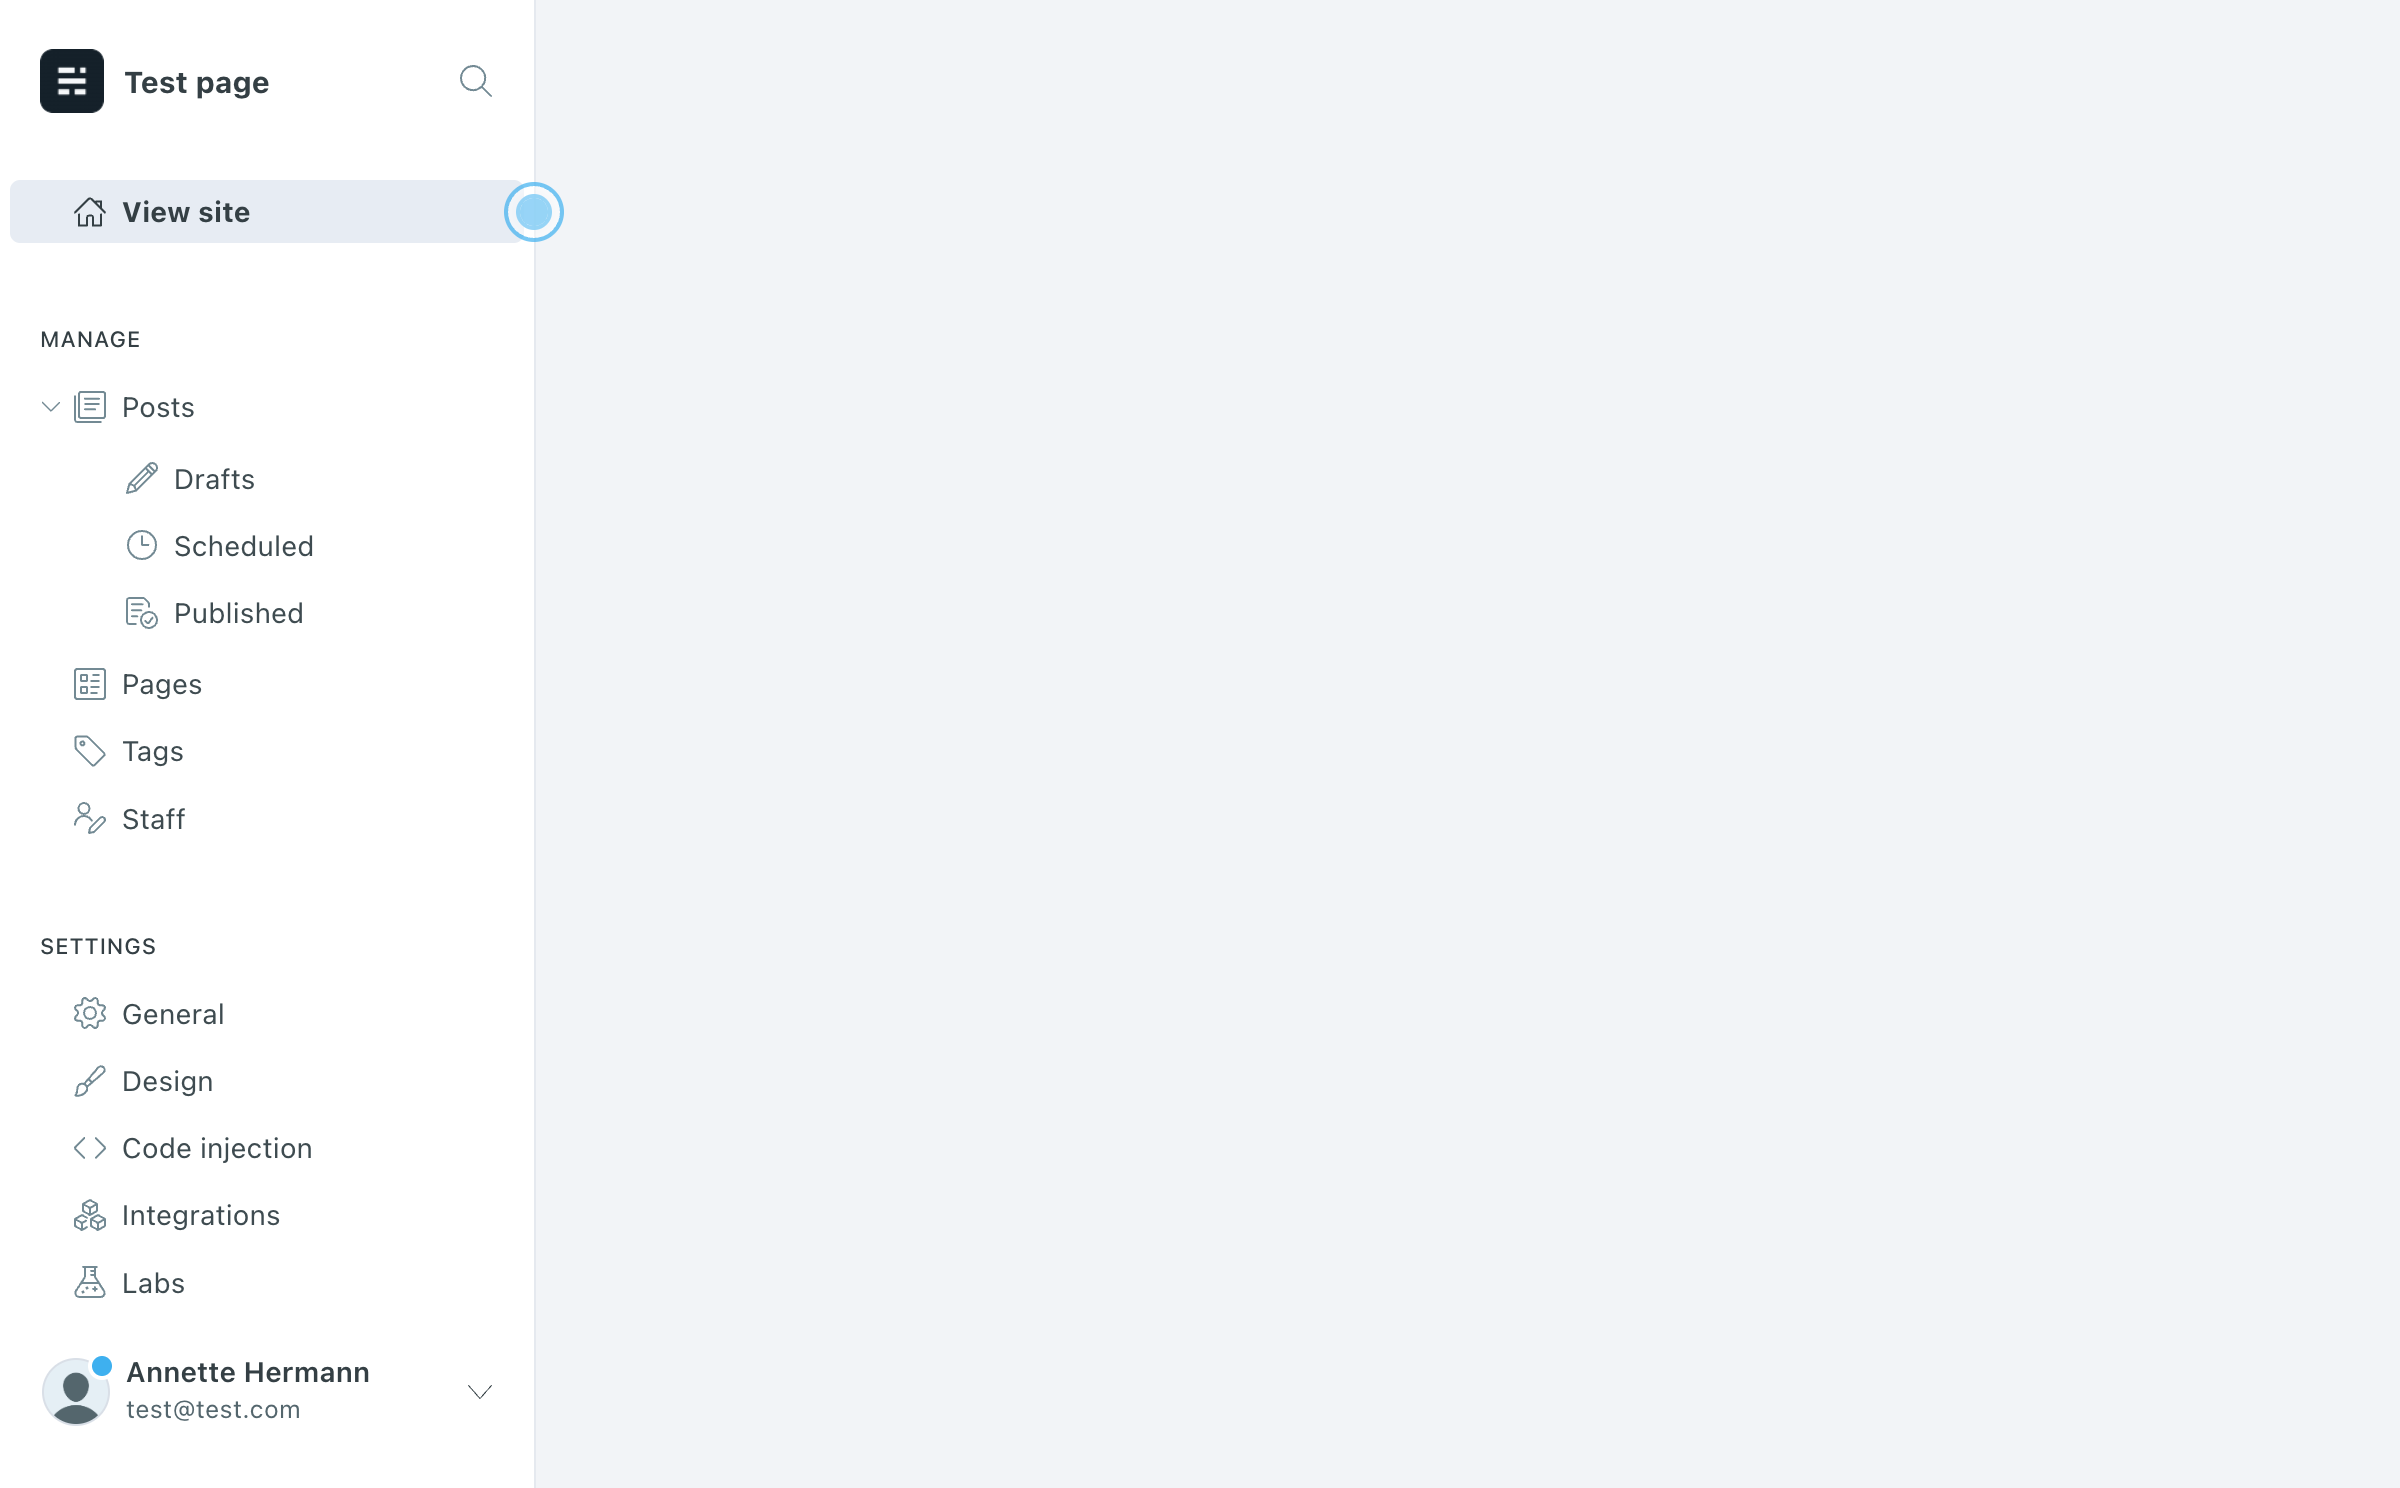 Test page
View site
MANAGE
Posts
Drafts
Scheduled
Published
Pages
Tags
Staff
SETTINGS
General
Design
Code injection
Integrations
Labs
Annette Hermann
test@test.com